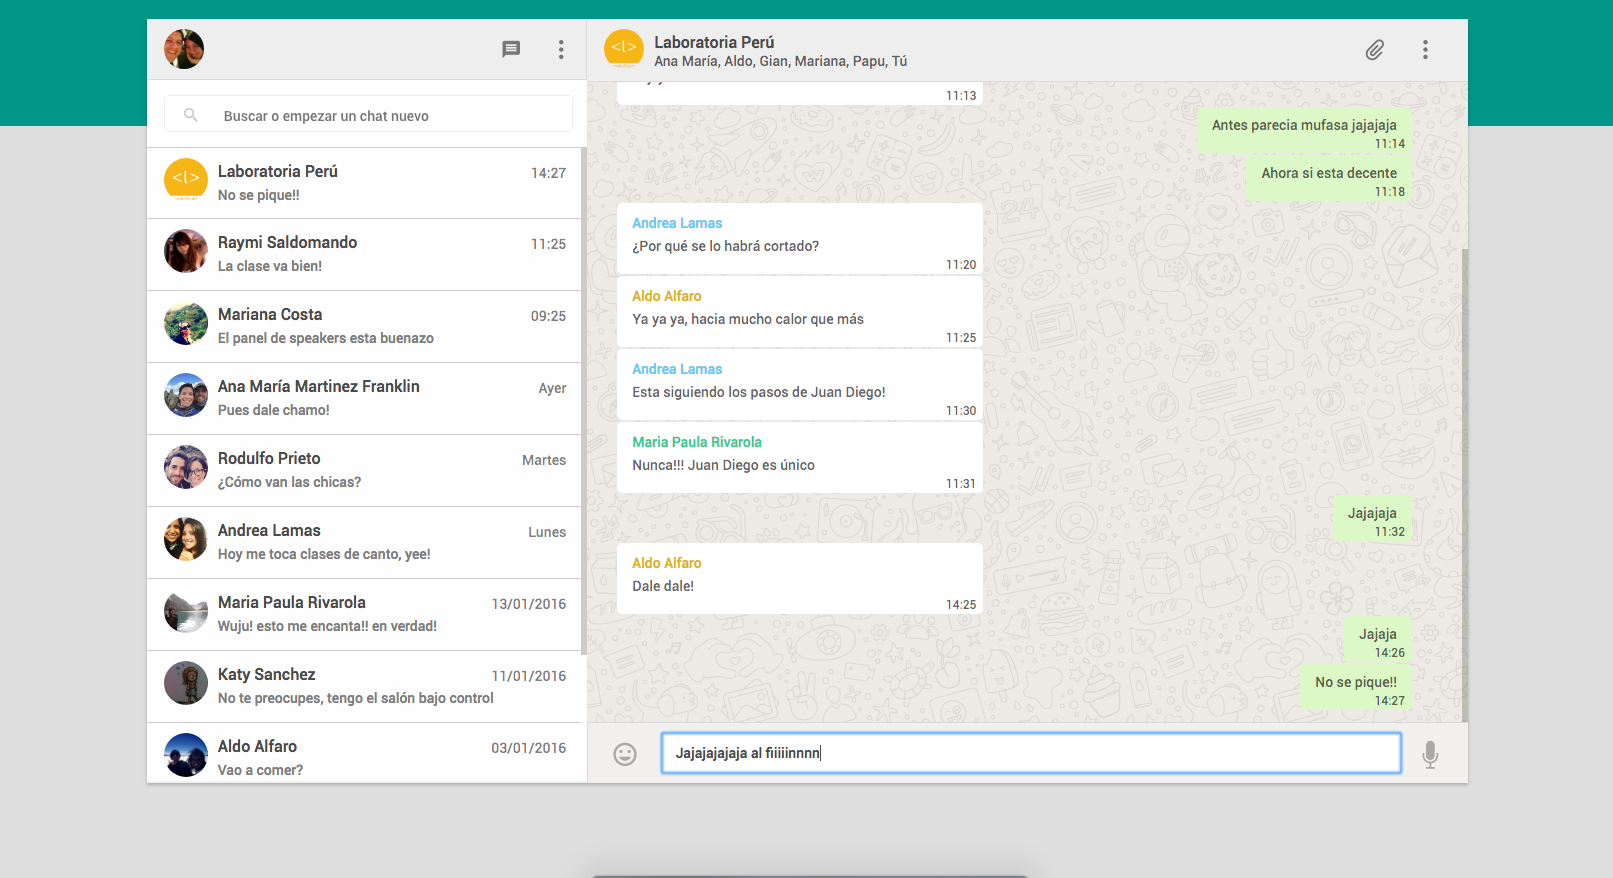 Buscar o empezar un chat nuevo
Laboratoria Perú 14:27
No se pique!!
Raymi Saldomando 11:25
La clase va bien!
Mariana Costa 09:25
El panel de speakers esta buenazo
Ana María Martinez Franklin Ayer
Pues dale chamo!
Rodulfo Prieto Martes
¿Cómo van las chicas?
Andrea Lamas Lunes
Hoy me toca clases de canto, yee!
Maria Paula Rivarola 13/01/2016
Wuju! esto me encanta!! en verdad!
Katy Sanchez 11/01/2016
No te preocupes, tengo el salón bajo control
Aldo Alfaro 03/01/2016
Vao a comer?
<L>
Laboratoria Perú
Ana María, Aldo, Gian, Mariana, Papu, Tú
11:13
Antes parecia mufasa jajajaja
11:14
Ahora si esta decente
11:18
Andrea Lamas
¿Por qué se lo habrá cortado?
11:20
Aldo Alfaro
Ya ya ya, hacia mucho calor que más
11:25
Andrea Lamas
Esta siguiendo los pasos de Juan Diego!
11:30
Maria Paula Rivarola
Nunca!!! Juan Diego es único
11:31
Jajajaja
11:32
Aldo Alfaro
Dale dale!
14:25
Jajaja
14:26
No se pique!!
14:27
Jajajajajaja al fiiiiinnnn